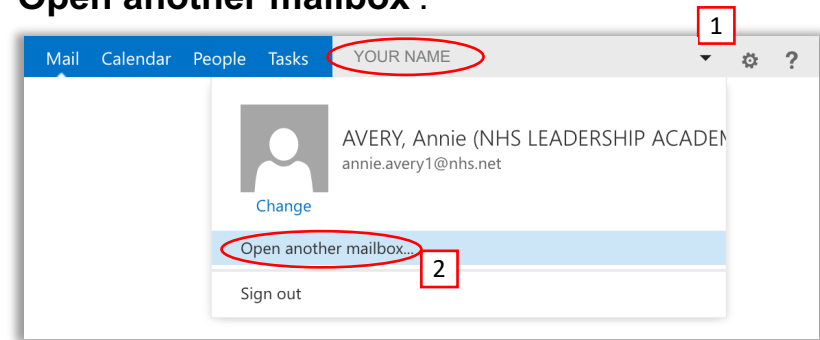 Open another mailbox'.
1
Mail Calendar People Tasks YOUR NAME ?
AVERY, Annie (NHS LEADERSHIP ACADEM
annie.avery1@nhs.net
Change
Open another mailbox...
2
Sign out